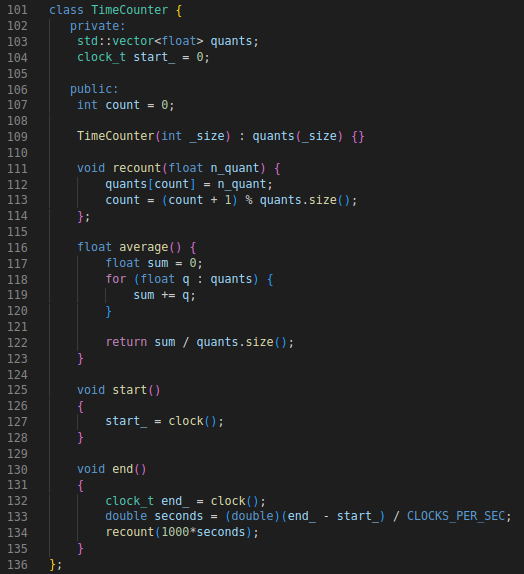 101 class TimeCounter {
102 private:
103 std::vector<float> quants;
104 clock_t start_ = 0;
105
106 public:
107 int count = 0;
108
109 TimeCounter(int _size) : quants(_size) {}
110
111 void recount(float n_quant) {
112 quants[count] = n_quant;
113 count = (count + 1) % quants.size();
114 };
115
116 float average() {
117 float sum = 0;
118 for (float q : quants) {
119 sum += q;
120 }
121
122 return sum / quants.size();
123 }
124
125 void start()
126 {
127 start_ = clock();
128 }
129
130 void end()
131 {
132 clock_t end_ = clock();
133 double seconds = (double)(end_ - start_) / CLOCKS_PER_SEC;
134 recount(1000*seconds);
135 }
136 };